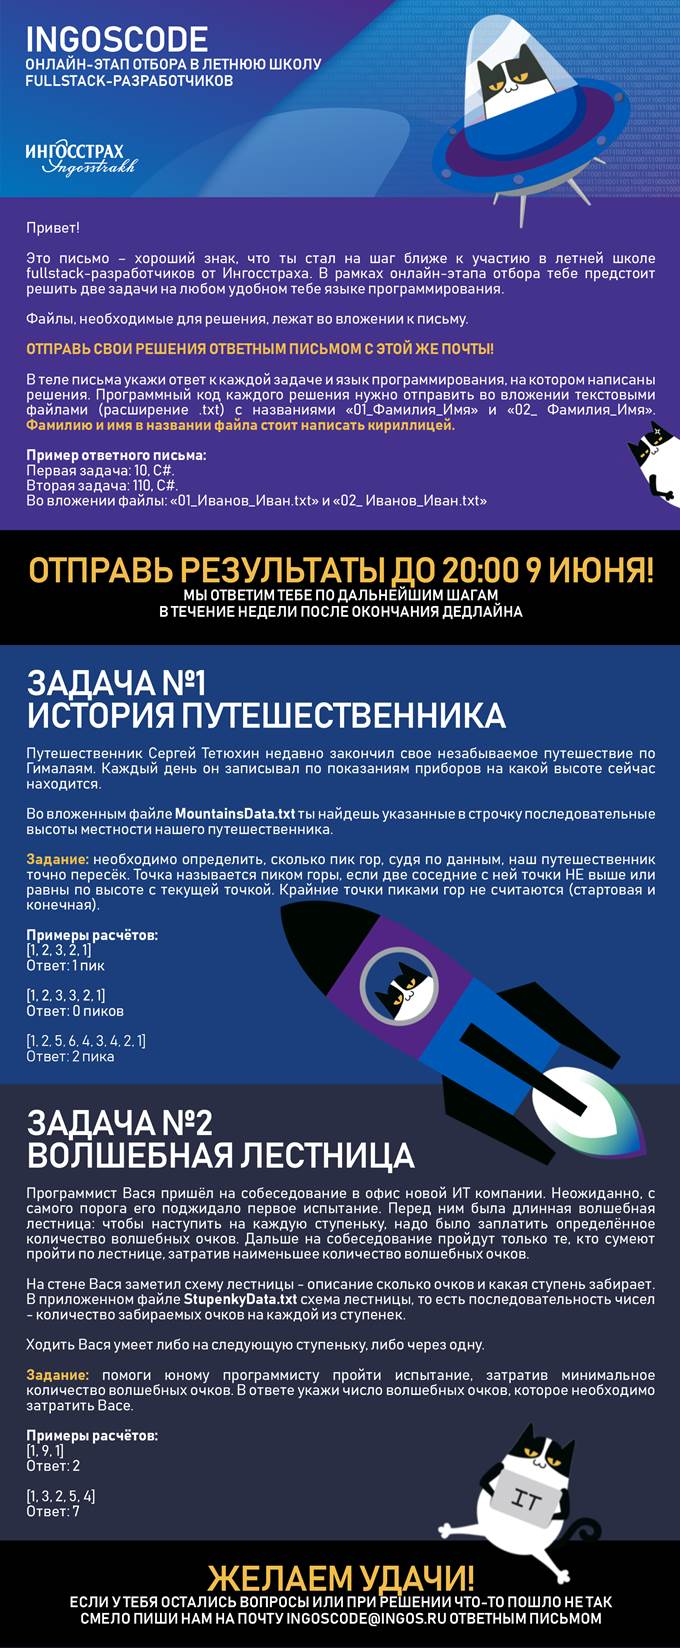 INGOSCODE
ОНЛАЙН-ЭТАП ОТБОРА В ЛЕТНЮЮ ШКОЛУ
FULLSTACK-РАЗРАБОТЧИКОВ
ИНГОССТРАХ
Ingosstrakh
Привет!
Это письмо – хороший знак, что ты стал на шаг ближе к участию в летней школе
fullstack-разработчиков от Ингосстраха. В рамках онлайн-этапа отбора тебе предстоит
решить две задачи на любом удобном тебе языке программирования.
Файлы, необходимые для решения, лежат во вложении к письму.
ОТПРАВЬ СВОИ РЕШЕНИЯ ОТВЕТНЫМ ПИСЬМОМ С ЭТОЙ ЖЕ ПОЧТЫ!
В теле письма укажи ответ к каждой задаче и язык программирования, на котором написаны
решения. Программный код каждого решения нужно отправить во вложении текстовыми
файлами (расширение .txt) с названиями «01_Фамилия_Имя» и «02_ Фамилия_Имя».
Фамилию и имя в названии файла стоит написать кириллицей.
Пример ответного письма:
Первая задача: 10, C#.
Вторая задача: 110, C#.
Во вложении файлы: «01_Иванов_Иван.txt» и «02_ Иванов_Иван.txt»
ОТПРАВЬ РЕЗУЛЬТАТЫ ДО 20:00 9 ИЮНЯ!
МЫ ОТВЕТИМ ТЕБЕ ПО ДАЛЬНЕЙШИМ ШАГАМ
В ТЕЧЕНИЕ НЕДЕЛИ ПОСЛЕ ОКОНЧАНИЯ ДЕДЛАЙНА
ЗАДАЧА №1
ИСТОРИЯ ПУТЕШЕСТВЕННИКА
Путешественник Сергей Тетюхин недавно закончил свое незабываемое путешествие по
Гималаям. Каждый день он записывал по показаниям приборов на какой высоте сейчас
находится.
Во вложенным файле MountainsData.txt ты найдешь указанные в строчку последовательные
высоты местности нашего путешественника.
Задание: необходимо определить, сколько пик гор, судя по данным, наш путешественник
точно пересёк. Точка называется пиком горы, если две соседние с ней точки НЕ выше или
равны по высоте с текущей точкой. Крайние точки пиками гор не считаются (стартовая и
конечная).
Примеры расчётов:
[1, 2, 3, 2, 1]
Ответ: 1 пик
[1, 2, 3, 3, 2, 1]
Ответ: 0 пиков
[1, 2, 5, 6, 4, 3, 4, 2, 1]
Ответ: 2 пика
ЗАДАЧА №2
ВОЛШЕБНАЯ ЛЕСТНИЦА
Программист Вася пришёл на собеседование в офис новой ИТ компании. Неожиданно, с
самого порога его поджидало первое испытание. Перед ним была длинная волшебная
лестница: чтобы наступить на каждую ступеньку, надо было заплатить определённое
количество волшебных очков. Дальше на собеседование пройдут только те, кто сумеют
пройти по лестнице, затратив наименьшее количество волшебных очков.
На стене Вася заметил схему лестницы - описание сколько очков и какая ступень забирает.
В приложенном файле StupenkyData.txt схема лестницы, то есть последовательность чисел
- количество забираемых очков на каждой из ступенек.
Ходить Вася умеет либо на следующую ступеньку, либо через одну.
Задание: помоги юному программисту пройти испытание, затратив минимальное
количество волшебных очков. В ответе укажи число волшебных очков, которое необходимо
затратить Васе.
Примеры расчётов:
[1, 9, 1]
Ответ: 2
[1, 3, 2, 5, 4]
Ответ: 7
IT
ЖЕЛАЕМ УДАЧИ!
ЕСЛИ У ТЕБЯ ОСТАЛИСЬ ВОПРОСЫ ИЛИ ПРИ РЕШЕНИИ ЧТО-ТО ПОШЛО НЕ ТАК
СМЕЛО ПИШИ НАМ НА ПОЧТУ INGOSCODE@INGOS.RU ОТВЕТНЫМ ПИСЬМОМ